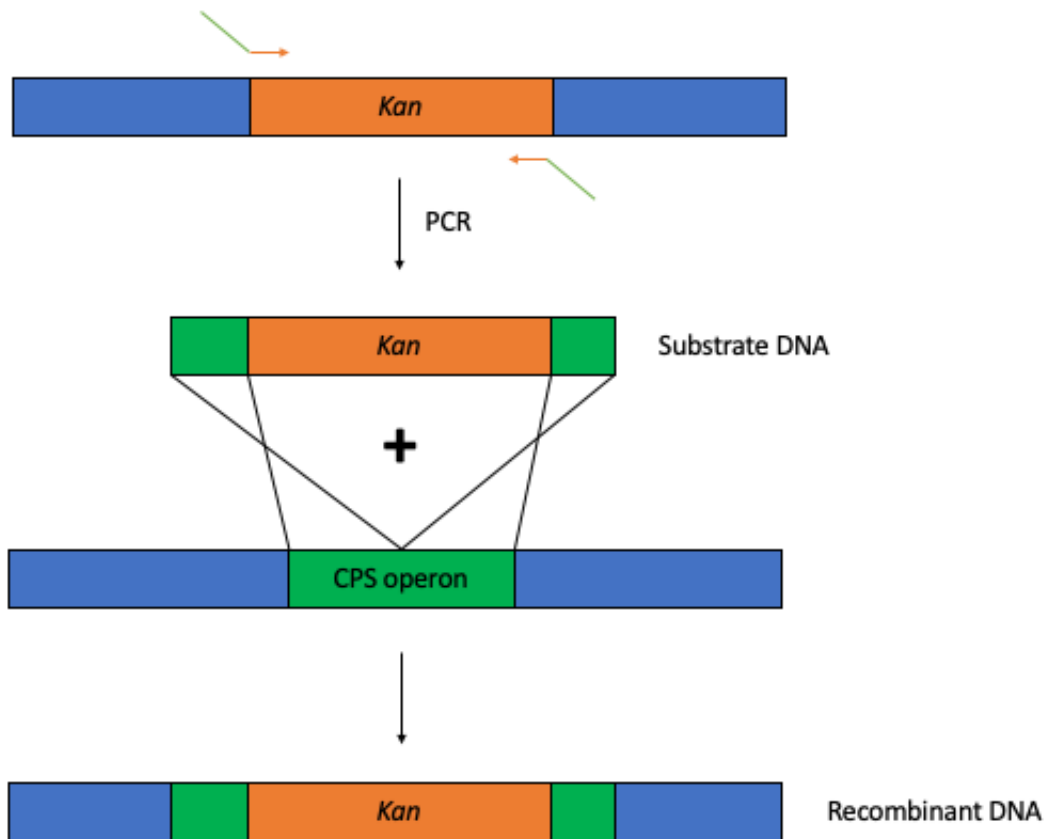 Kan
PCR
Kan
Substrate DNA
+
CPS operon
Kan
Recombinant DNA